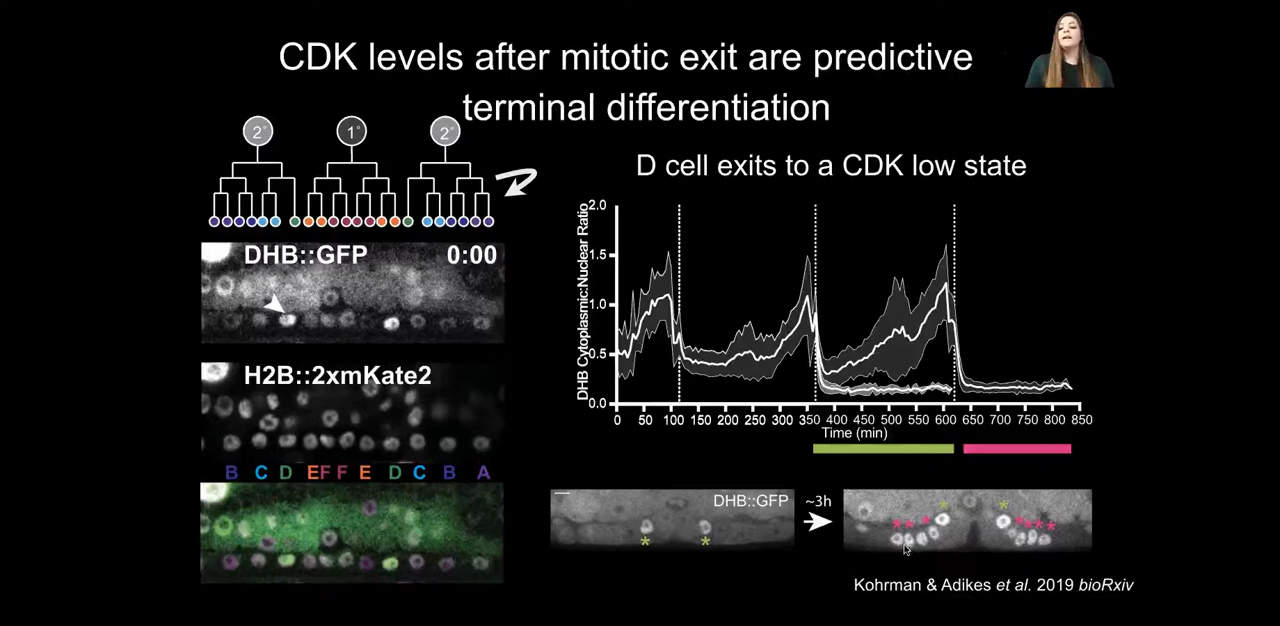 CDK levels after mitotic exit are predictive
terminal differentiation
2° 1° 2°
D cell exits to a CDK low state
DHB::GFP 0:00
H2B::2xmKate2
B C D E F F E D C B A
DHB Cytoplasmic:Nuclear Ratio
2.0
1.5
1.0
0.5
0.0
0 50 100 150 200 250 300 350 400 450 500 550 600 650 700 750 800 850
Time (min)
DHB::GFP
~3h
* *
* * * * * * * * *
Kohrman & Adikes et al. 2019 bioRxiv